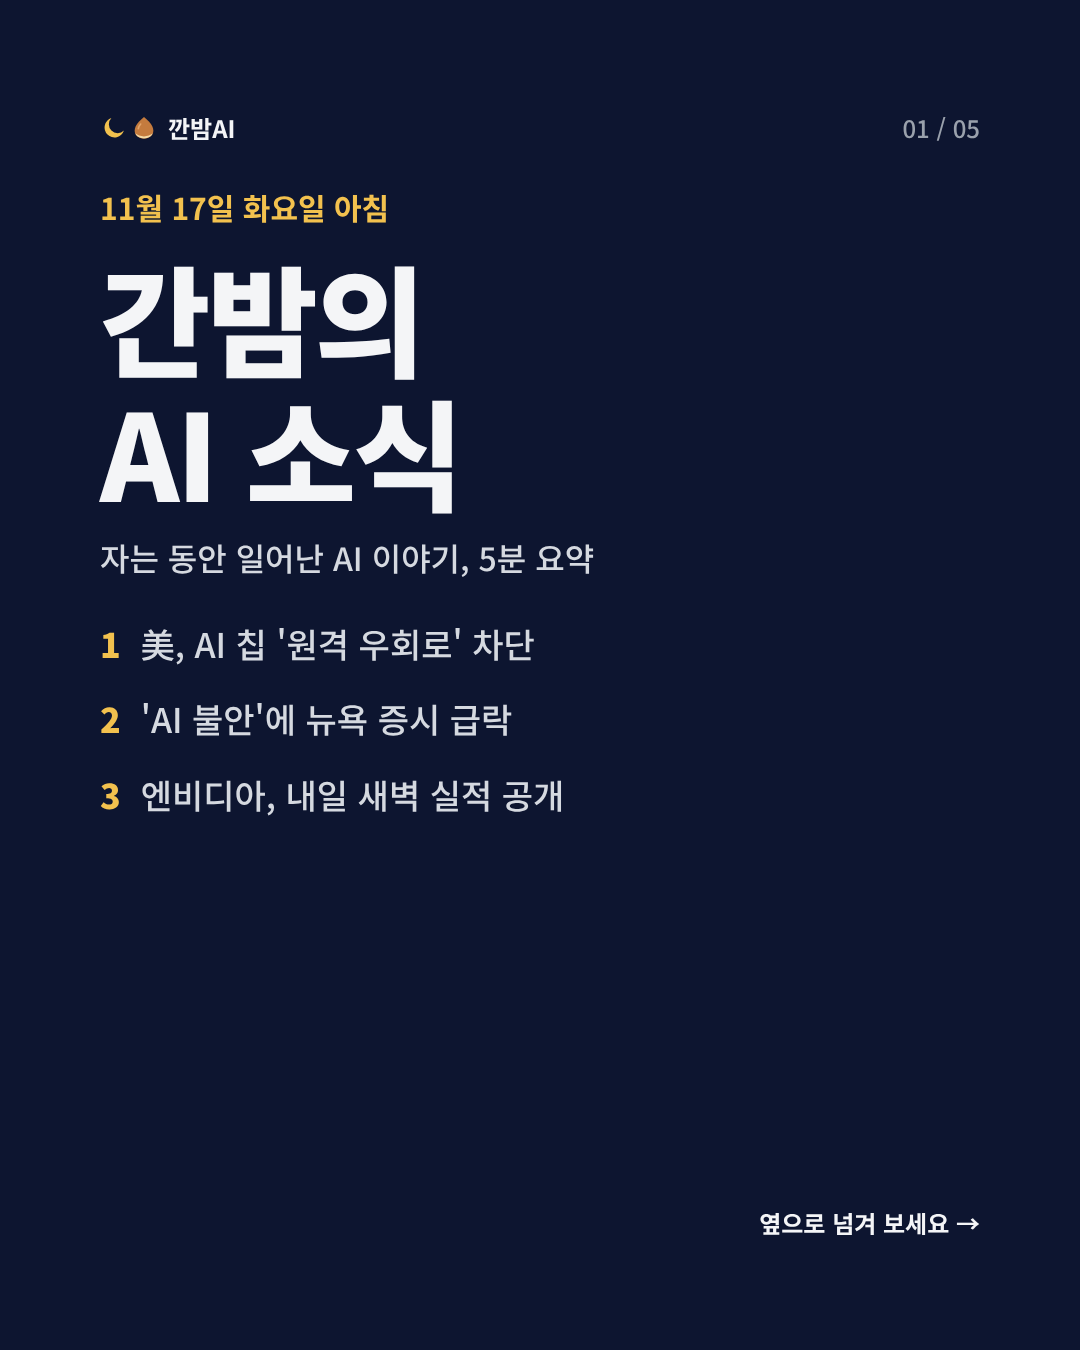 깐밤AI
01 / 05
11월 17일 화요일 아침
간밤의
AI 소식
자는 동안 일어난 AI 이야기, 5분 요약
1 美, AI 칩 '원격 우회로' 차단
2 'AI 불안'에 뉴욕 증시 급락
3 엔비디아, 내일 새벽 실적 공개
옆으로 넘겨 보세요 →